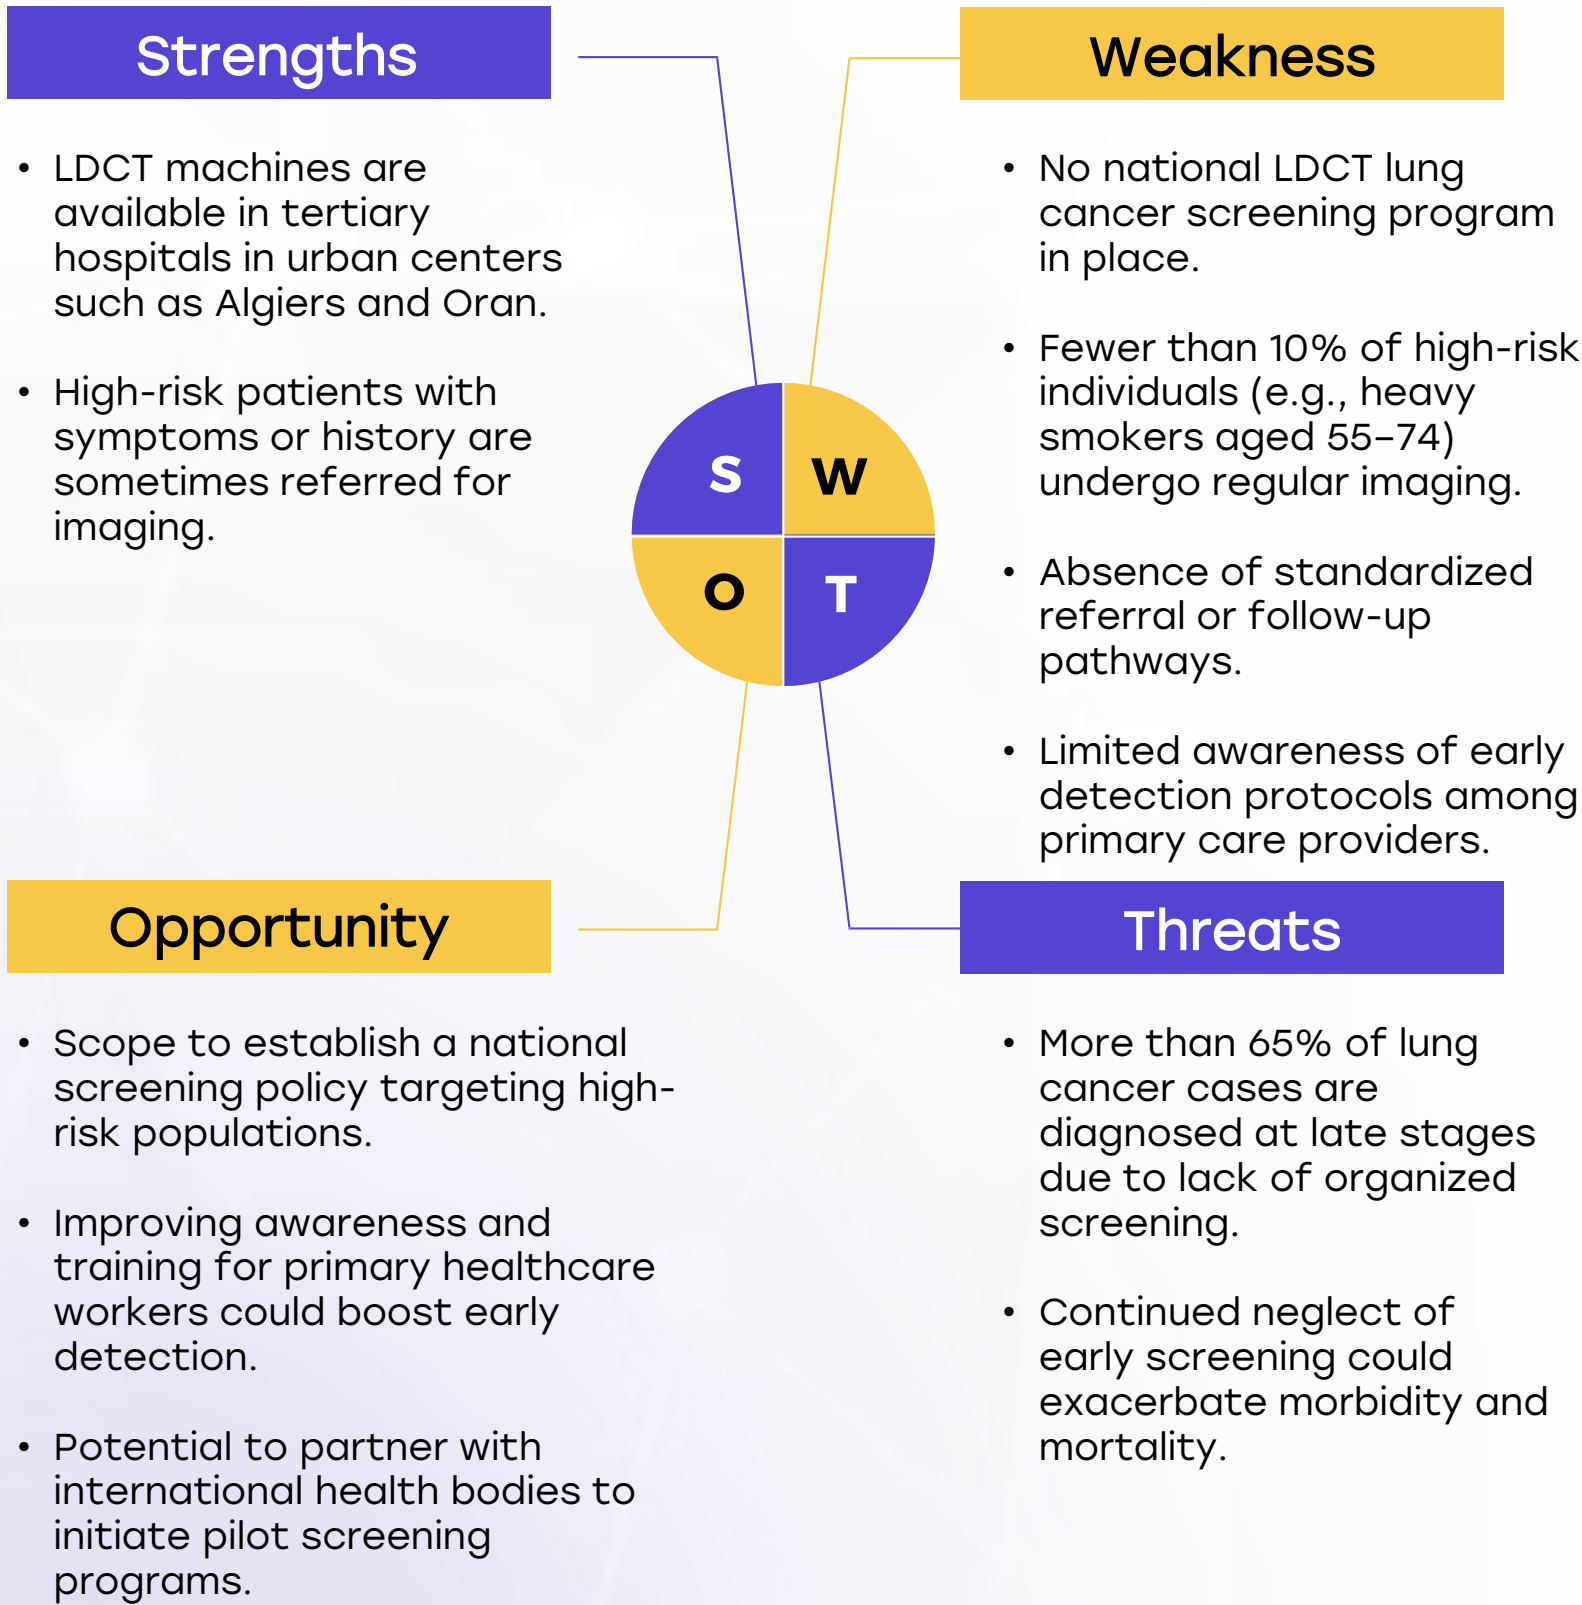 Strengths
• LDCT machines are
available in tertiary
hospitals in urban centers
such as Algiers and Oran.
• High-risk patients with
symptoms or history are
sometimes referred for
imaging.
Weakness
• No national LDCT lung
cancer screening program
in place.
• Fewer than 10% of high-risk
individuals (e.g., heavy
smokers aged 55–74)
undergo regular imaging.
• Absence of standardized
referral or follow-up
pathways.
• Limited awareness of early
detection protocols among
primary care providers.
S
W
O
T
Opportunity
• Scope to establish a national
screening policy targeting high-
risk populations.
• Improving awareness and
training for primary healthcare
workers could boost early
detection.
• Potential to partner with
international health bodies to
initiate pilot screening
programs.
Threats
• More than 65% of lung
cancer cases are
diagnosed at late stages
due to lack of organized
screening.
• Continued neglect of
early screening could
exacerbate morbidity and
mortality.